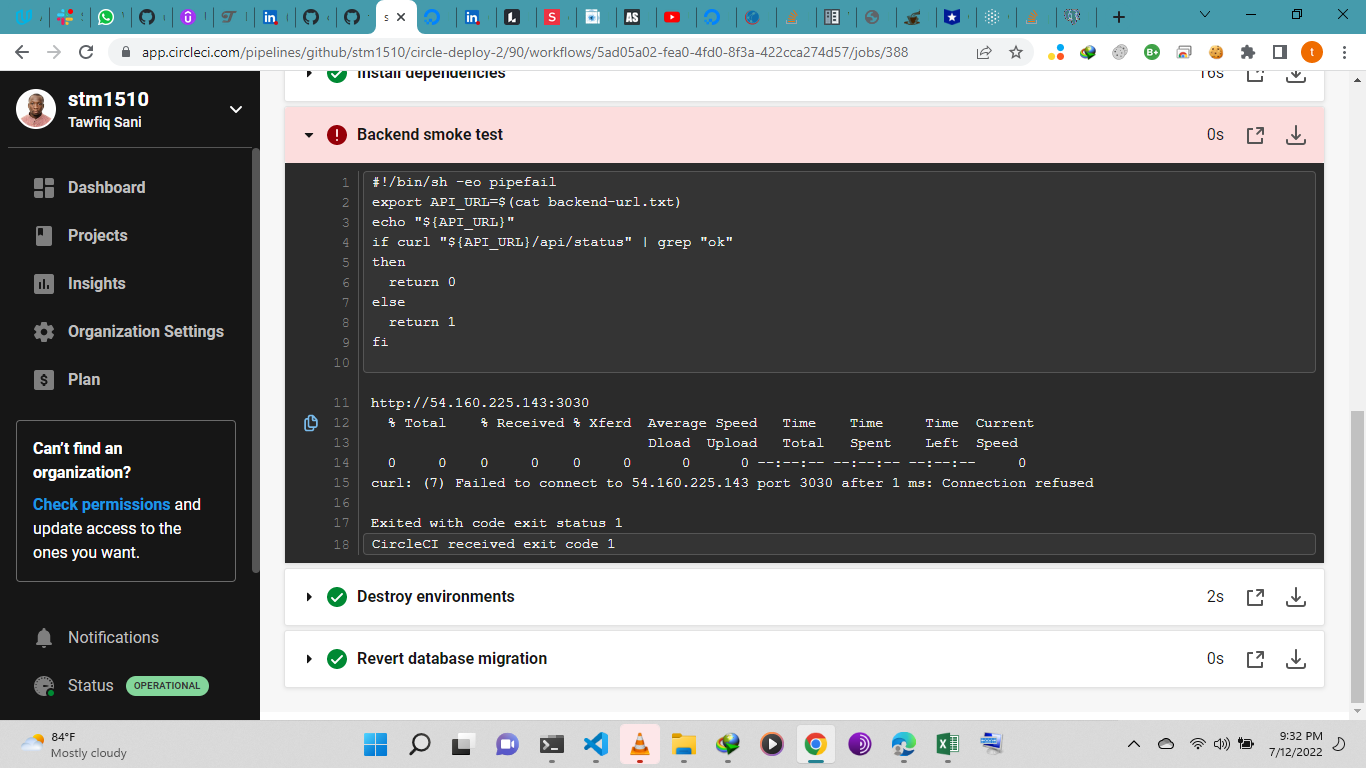 app.circleci.com/pipelines/github/stm1510/circle-deploy-2/90/workflows/5ad05a02-fea0-4fd0-8f3a-422cca274d57/jobs/388
stm1510
Tawfiq Sani
Dashboard
Projects
Insights
Organization Settings
Plan
Can't find an
organization?
Check permissions and
update access to the
ones you want.
Notifications
Status OPERATIONAL
Install dependencies 16s
Backend smoke test 0s
1 #!/bin/sh -eo pipefail
2 export API_URL=$(cat backend-url.txt)
3 echo "${API_URL}"
4 if curl "${API_URL}/api/status" | grep "ok"
5 then
6 return 0
7 else
8 return 1
9 fi
10
11 http://54.160.225.143:3030
12 % Total % Received % Xferd Average Speed Time Time Time Current
13 Dload Upload Total Spent Left Speed
14 0 0 0 0 0 0 0 0 --:--:-- --:--:-- --:--:-- 0
15 curl: (7) Failed to connect to 54.160.225.143 port 3030 after 1 ms: Connection refused
16
17 Exited with code exit status 1
18 CircleCI received exit code 1
Destroy environments 2s
Revert database migration 0s
84°F
Mostly cloudy
9:32 PM
7/12/2022